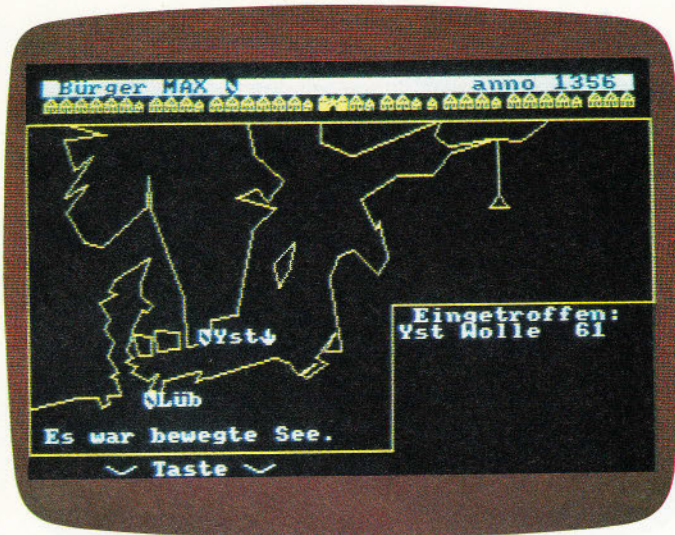 Bürger MAX
anno 1356
Eingetroffen:
Yst Wolle 61
Yst
Lüb
Es war bewegte See.
Taste